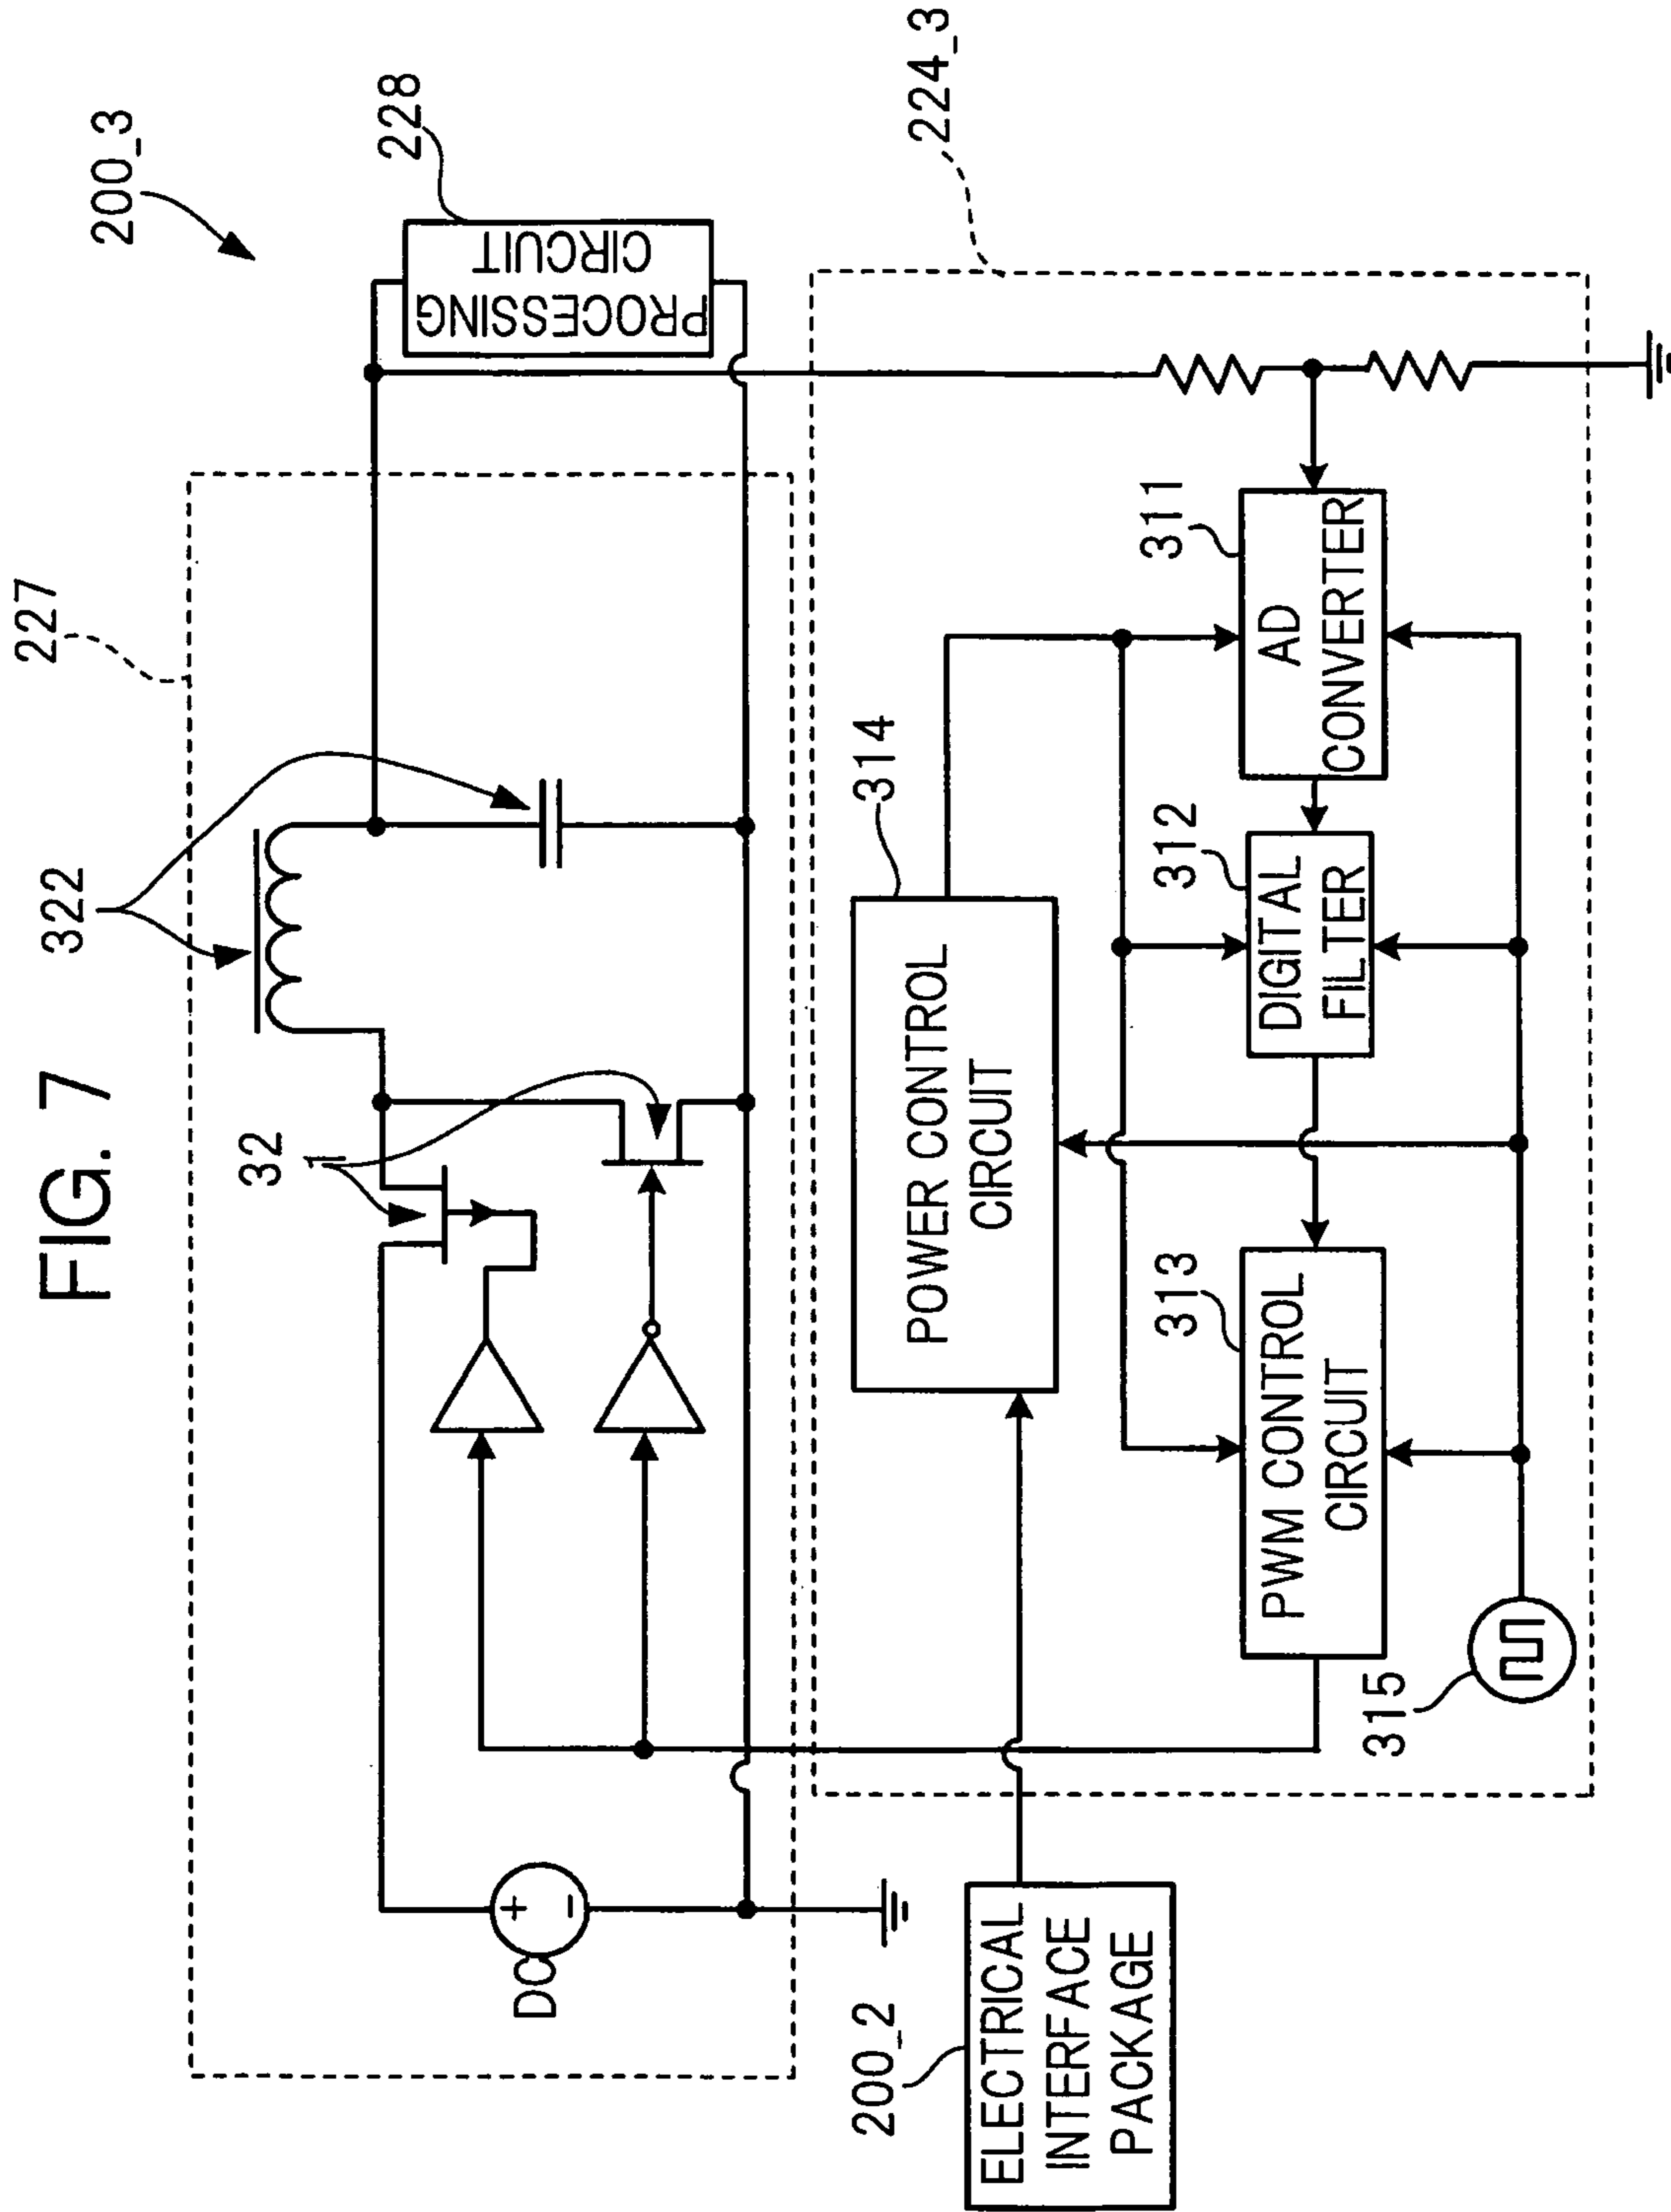 FIG. 7
200_3
227
322
321
228
PROCESSING
CIRCUIT
DC
+
−
224_3
314
POWER CONTROL
CIRCUIT
311
AD
CONVERTER
312
DIGITAL
FILTER
313
PWM CONTROL
CIRCUIT
315
200_2
ELECTRICAL
INTERFACE
PACKAGE